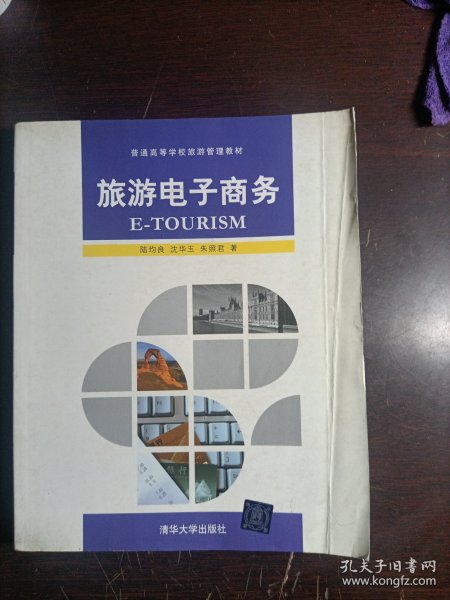 普通高等学校旅游管理教材
旅游电子商务
E-TOURISM
陆均良 沈华玉 朱照君 著
清华大学出版社
孔夫子旧书网
www.kongfz.com